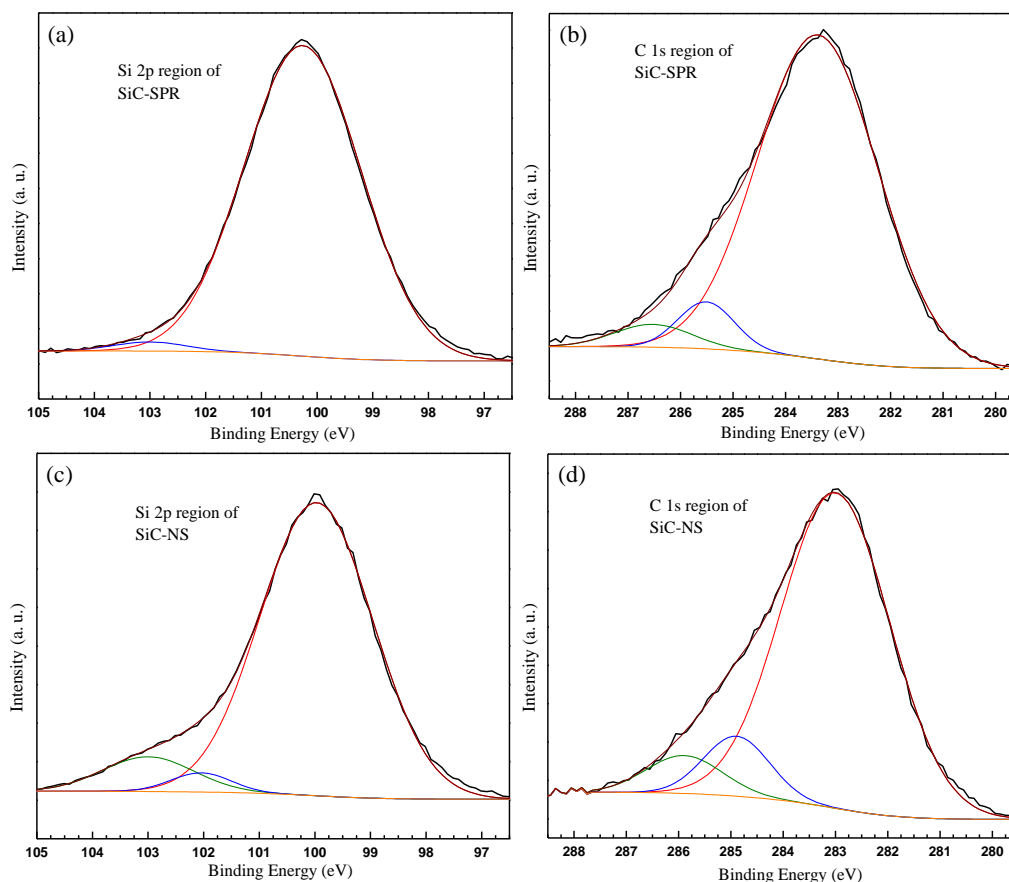 (a)
Si 2p region of
SiC-SPR
Intensity (a. u.)
105 104 103 102 101 100 99 98 97
Binding Energy (eV)
(b)
C 1s region of
SiC-SPR
Intensity (a. u.)
288 287 286 285 284 283 282 281 280
Binding Energy (eV)
(c)
Si 2p region of
SiC-NS
Intensity (a. u.)
105 104 103 102 101 100 99 98 97
Binding Energy (eV)
(d)
C 1s region of
SiC-NS
Intensity (a. u.)
288 287 286 285 284 283 282 281 280
Binding Energy (eV)